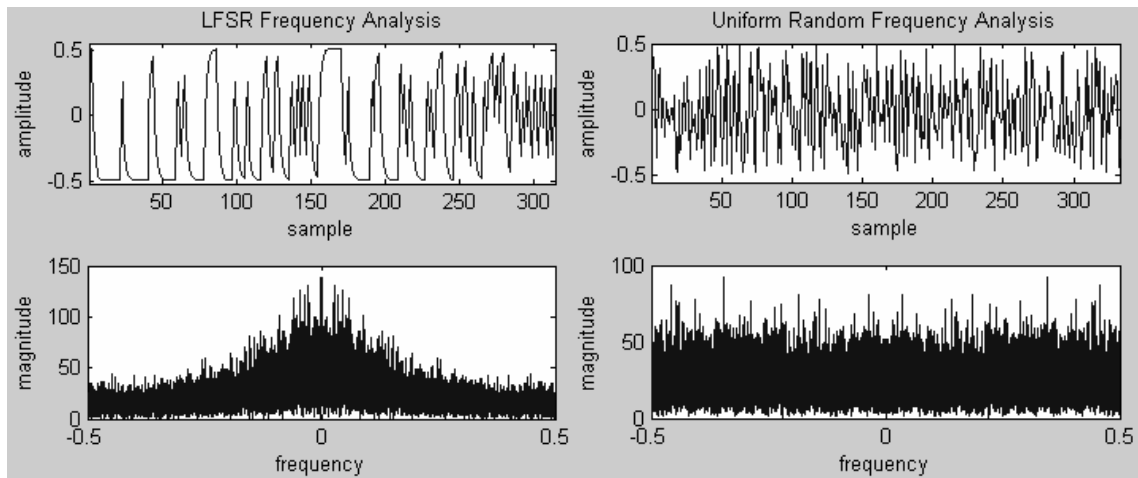 LFSR Frequency Analysis
0.5
0
-0.5
amplitude
50 100 150 200 250 300
sample
Uniform Random Frequency Analysis
0.5
0
-0.5
amplitude
50 100 150 200 250 300
sample
150
100
50
0
magnitude
-0.5 0 0.5
frequency
100
50
0
magnitude
-0.5 0 0.5
frequency